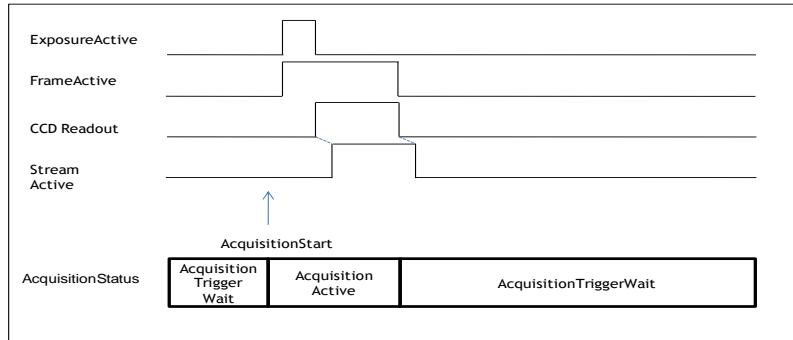 ExposureActive
FrameActive
CCD Readout
Stream
Active
AcquisitionStart
AcquisitionStatus
Acquisition
Trigger
Wait
Acquisition
Active
AcquisitionTriggerWait